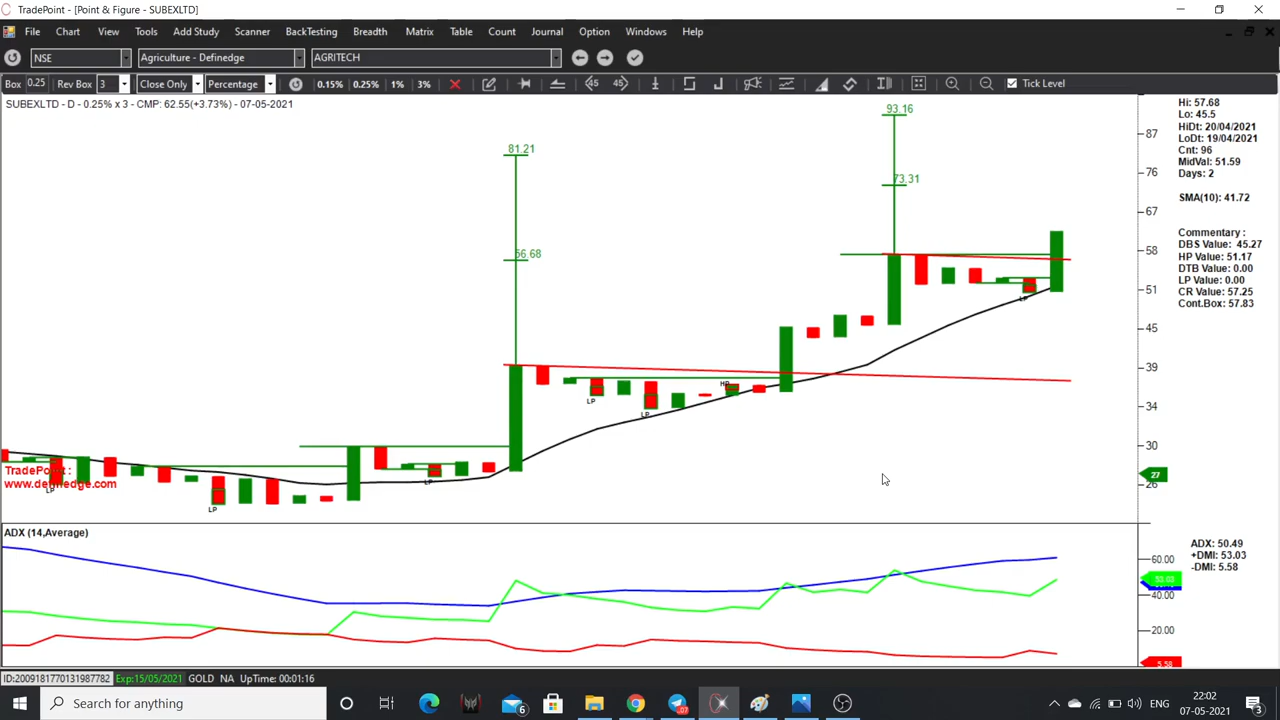 TradePoint - [Point & Figure - SUBEXLTD]
File Chart View Tools Add Study Scanner BackTesting Breadth Matrix Table Count Journal Option Windows Help
NSE Agriculture - Definedge AGRITECH
Box 0.25 Rev Box 3 Close Only Percentage 0.15% 0.25% 1% 3% 45 45 Tick Level
SUBEXLTD - D - 0.25% x 3 - CMP: 62.55(+3.73%) - 07-05-2021
93.16
81.21
73.31
56.68
LP
HP
LP
LP
LP
LP
LP
TradePoint :
www.definedge.com
87
76
67
58
51
45
39
34
30
27
26
Hi: 57.68
Lo: 45.5
HiDt: 20/04/2021
LoDt: 19/04/2021
Cnt: 96
MidVal: 51.59
Days: 2
SMA(10): 41.72
Commentary :
DBS Value: 45.27
HP Value: 51.17
DTB Value: 0.00
LP Value: 0.00
CR Value: 57.25
Cont.Box: 57.83
ADX (14,Average)
60.00
53.03
40.00
20.00
5.58
ADX: 50.49
+DMI: 53.03
-DMI: 5.58
ID:2009181770131987782 Exp:15/05/2021 GOLD NA UpTime: 00:01:16
Search for anything
6
07
ENG
22:02
07-05-2021
3